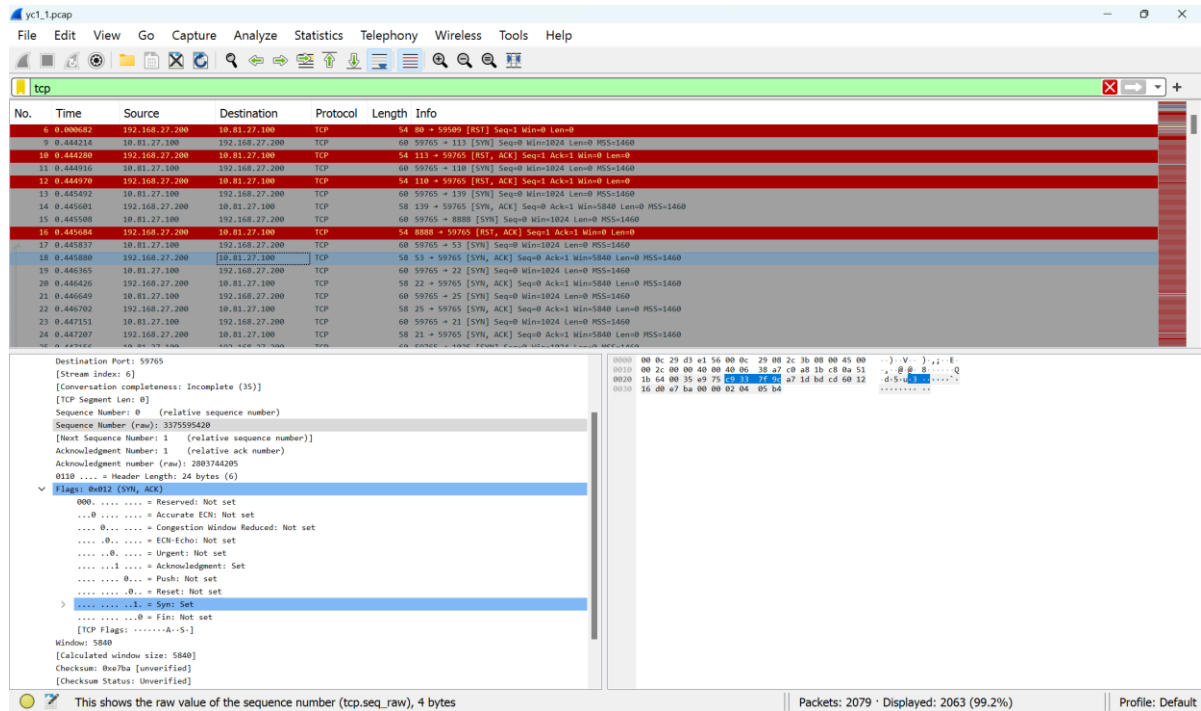 yc1_1.pcap
File Edit View Go Capture Analyze Statistics Telephony Wireless Tools Help
tcp
No. Time Source Destination Protocol Length Info
6 0.000682 192.168.27.200 10.81.27.100 TCP 54 80 → 59509 [RST] Seq=1 Win=0 Len=0
9 0.444214 10.81.27.100 192.168.27.200 TCP 60 59765 → 113 [SYN] Seq=0 Win=1024 Len=0 MSS=1460
10 0.444280 192.168.27.200 10.81.27.100 TCP 54 113 → 59765 [RST, ACK] Seq=1 Ack=1 Win=0 Len=0
11 0.444916 10.81.27.100 192.168.27.200 TCP 60 59765 → 110 [SYN] Seq=0 Win=1024 Len=0 MSS=1460
12 0.444970 192.168.27.200 10.81.27.100 TCP 54 110 → 59765 [RST, ACK] Seq=1 Ack=1 Win=0 Len=0
13 0.445492 10.81.27.100 192.168.27.200 TCP 60 59765 → 139 [SYN] Seq=0 Win=1024 Len=0 MSS=1460
14 0.445601 192.168.27.200 10.81.27.100 TCP 58 139 → 59765 [SYN, ACK] Seq=0 Ack=1 Win=5840 Len=0 MSS=1460
15 0.445508 10.81.27.100 192.168.27.200 TCP 60 59765 → 8888 [SYN] Seq=0 Win=1024 Len=0 MSS=1460
16 0.445684 192.168.27.200 10.81.27.100 TCP 54 8888 → 59765 [RST, ACK] Seq=1 Ack=1 Win=0 Len=0
17 0.445837 10.81.27.100 192.168.27.200 TCP 60 59765 → 53 [SYN] Seq=0 Win=1024 Len=0 MSS=1460
18 0.445880 192.168.27.200 10.81.27.100 TCP 58 53 → 59765 [SYN, ACK] Seq=0 Ack=1 Win=5840 Len=0 MSS=1460
19 0.446365 10.81.27.100 192.168.27.200 TCP 60 59765 → 22 [SYN] Seq=0 Win=1024 Len=0 MSS=1460
20 0.446426 192.168.27.200 10.81.27.100 TCP 58 22 → 59765 [SYN, ACK] Seq=0 Ack=1 Win=5840 Len=0 MSS=1460
21 0.446649 10.81.27.100 192.168.27.200 TCP 60 59765 → 25 [SYN] Seq=0 Win=1024 Len=0 MSS=1460
22 0.446702 192.168.27.200 10.81.27.100 TCP 58 25 → 59765 [SYN, ACK] Seq=0 Ack=1 Win=5840 Len=0 MSS=1460
23 0.447151 10.81.27.100 192.168.27.200 TCP 60 59765 → 21 [SYN] Seq=0 Win=1024 Len=0 MSS=1460
24 0.447207 192.168.27.200 10.81.27.100 TCP 58 21 → 59765 [SYN, ACK] Seq=0 Ack=1 Win=5840 Len=0 MSS=1460
Destination Port: 59765
[Stream index: 6]
[Conversation completeness: Incomplete (35)]
[TCP Segment Len: 0]
Sequence Number: 0 (relative sequence number)
Sequence Number (raw): 3375595420
[Next Sequence Number: 1 (relative sequence number)]
Acknowledgment Number: 1 (relative ack number)
Acknowledgment number (raw): 2803744205
0110 .... = Header Length: 24 bytes (6)
Flags: 0x012 (SYN, ACK)
000. .... .... = Reserved: Not set
...0 .... .... = Accurate ECN: Not set
.... 0... .... = Congestion Window Reduced: Not set
.... .0.. .... = ECN-Echo: Not set
.... ..0. .... = Urgent: Not set
.... ...1 .... = Acknowledgment: Set
.... .... 0... = Push: Not set
.... .... .0.. = Reset: Not set
.... .... ..1. = Syn: Set
.... .... ...0 = Fin: Not set
[TCP Flags: ·······A··S·]
Window: 5840
[Calculated window size: 5840]
Checksum: 0xe7ba [unverified]
[Checksum Status: Unverified]
0000 00 0c 29 d3 e1 56 00 0c 29 08 2c 3b 08 00 45 00 ··)··V·· )·,;··E·
0010 00 2c 00 00 40 00 40 06 38 a7 c0 a8 1b c8 0a 51 ·,··@·@· 8······Q
0020 1b 64 00 35 e9 75 c9 33 7f 9c a7 1d bd cd 60 12 ·d·5·u·3 ······`·
0030 16 d0 e7 ba 00 00 02 04 05 b4 ········ ··
This shows the raw value of the sequence number (tcp.seq_raw), 4 bytes
Packets: 2079 · Displayed: 2063 (99.2%)
Profile: Default